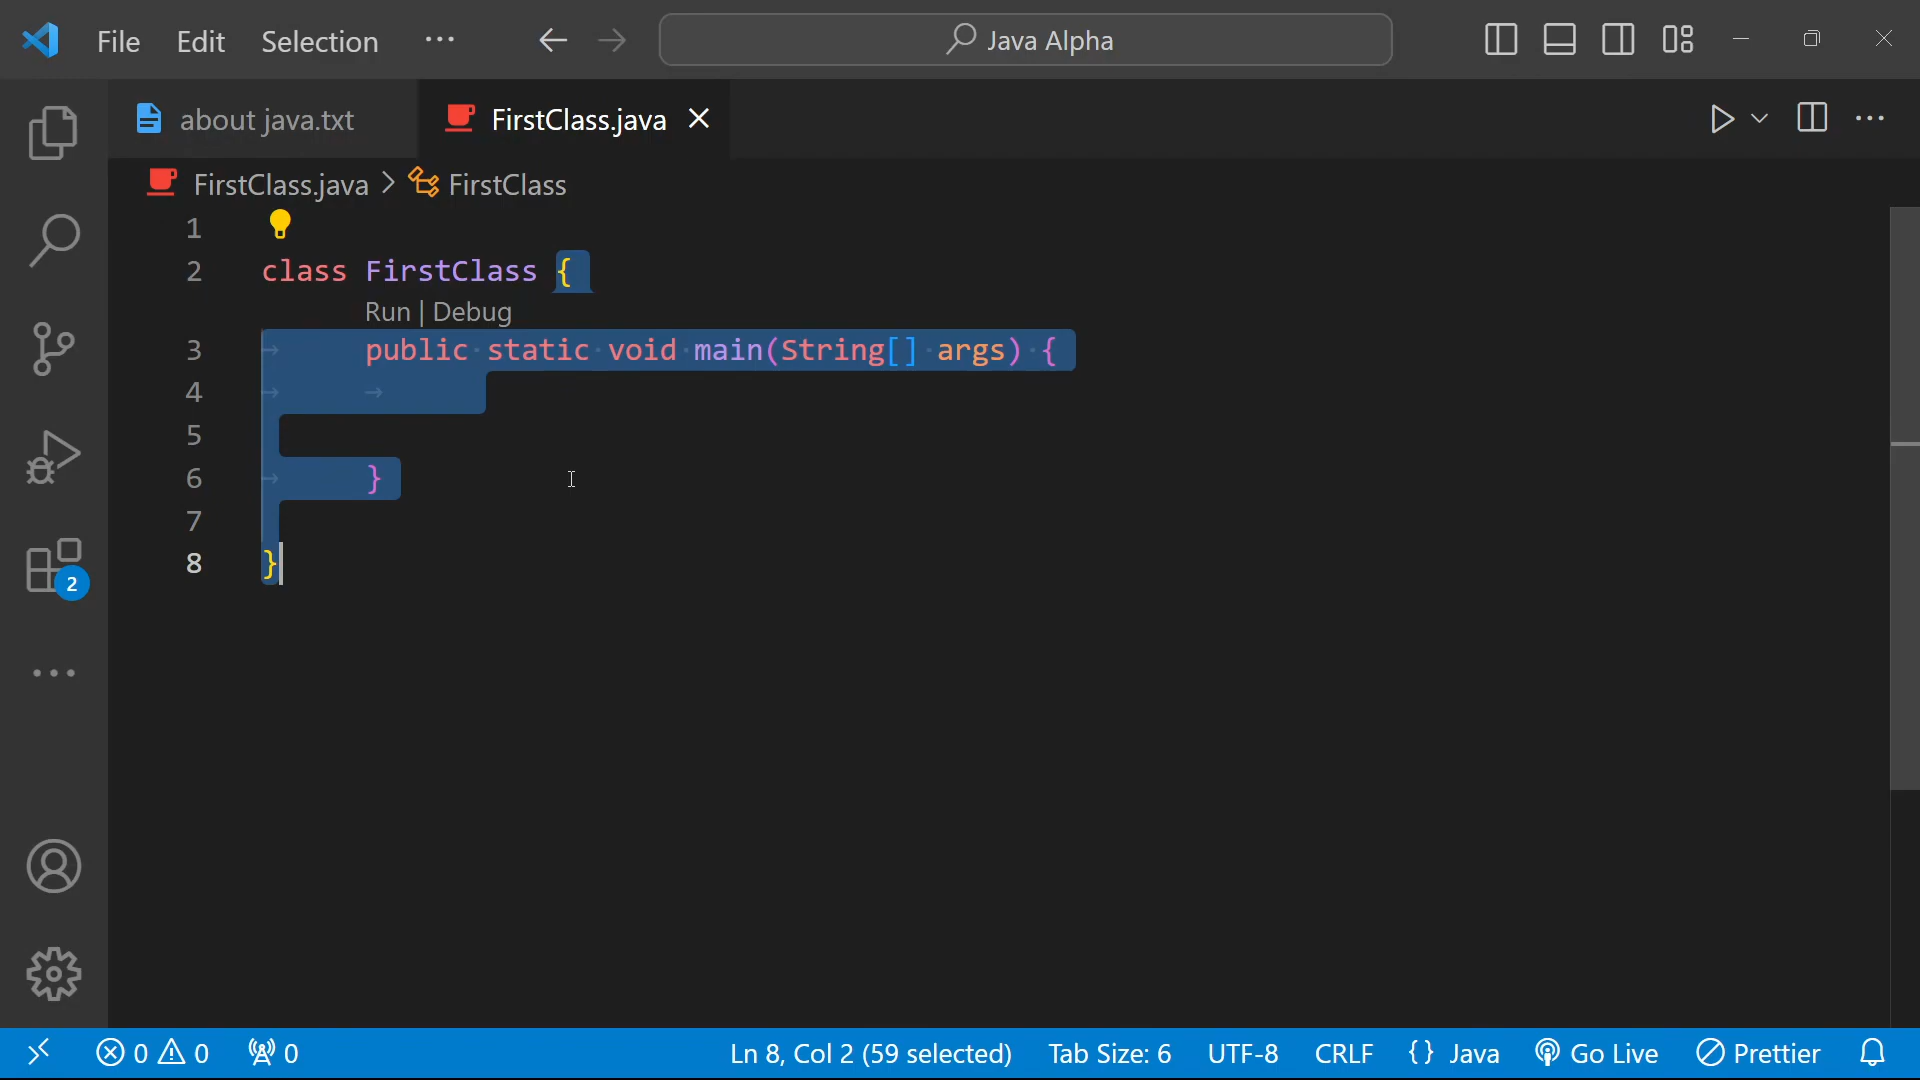 File Edit Selection ··· Java Alpha
about java.txt FirstClass.java
FirstClass.java > FirstClass
1
2 class FirstClass {
Run | Debug
3 public static void main(String[] args) {
4
5
6 }
7
8 }
2
0 0 0 Ln 8, Col 2 (59 selected) Tab Size: 6 UTF-8 CRLF {} Java Go Live Prettier